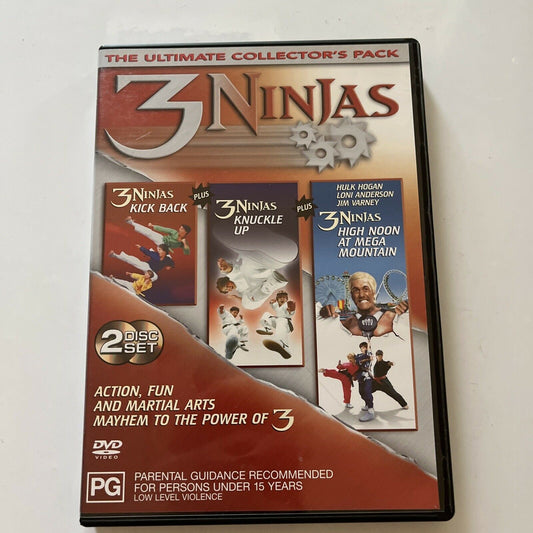 THE ULTIMATE COLLECTOR'S PACK
3 NINJAS
3 NINJAS
KICK BACK
PLUS
3 NINJAS
KNUCKLE
UP
PLUS
HULK HOGAN
LONI ANDERSON
JIM VARNEY
3 NINJAS
HIGH NOON
AT MEGA
MOUNTAIN
2 DISC
SET
ACTION, FUN
AND MARTIAL ARTS
MAYHEM TO THE POWER OF 3
DVD
VIDEO
PG
PARENTAL GUIDANCE RECOMMENDED
FOR PERSONS UNDER 15 YEARS
LOW LEVEL VIOLENCE